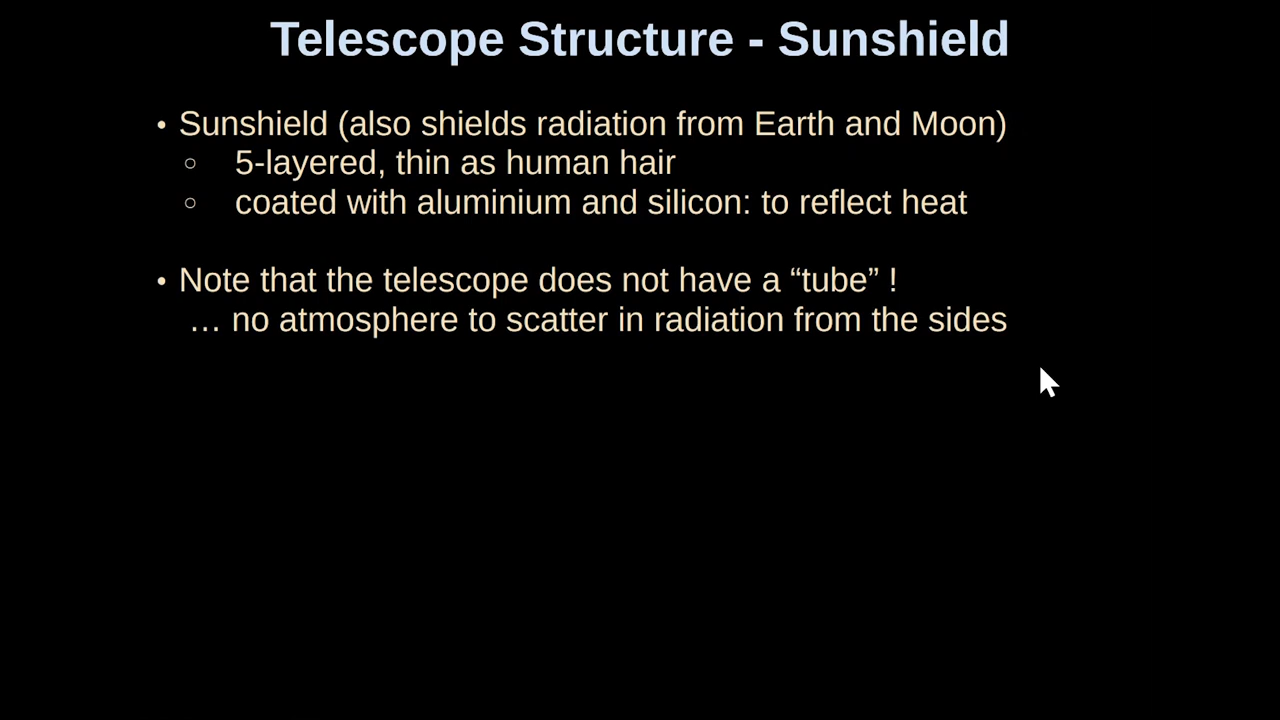 Telescope Structure - Sunshield
• Sunshield (also shields radiation from Earth and Moon)
○ 5-layered, thin as human hair
○ coated with aluminium and silicon: to reflect heat
• Note that the telescope does not have a “tube” !
… no atmosphere to scatter in radiation from the sides